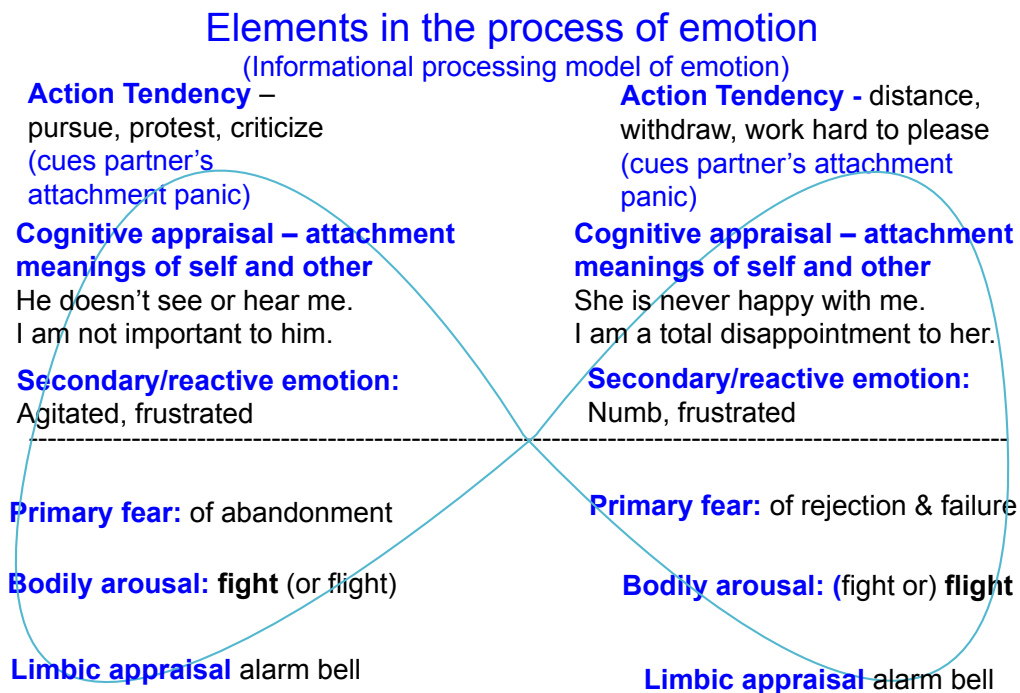 Elements in the process of emotion
(Informational processing model of emotion)
Action Tendency –
pursue, protest, criticize
(cues partner’s
attachment panic)
Cognitive appraisal – attachment
meanings of self and other
He doesn’t see or hear me.
I am not important to him.
Secondary/reactive emotion:
Agitated, frustrated
Primary fear: of abandonment
Bodily arousal: fight (or flight)
Limbic appraisal alarm bell
Action Tendency - distance,
withdraw, work hard to please
(cues partner’s attachment
panic)
Cognitive appraisal – attachment
meanings of self and other
She is never happy with me.
I am a total disappointment to her.
Secondary/reactive emotion:
Numb, frustrated
Primary fear: of rejection & failure
Bodily arousal: (fight or) flight
Limbic appraisal alarm bell